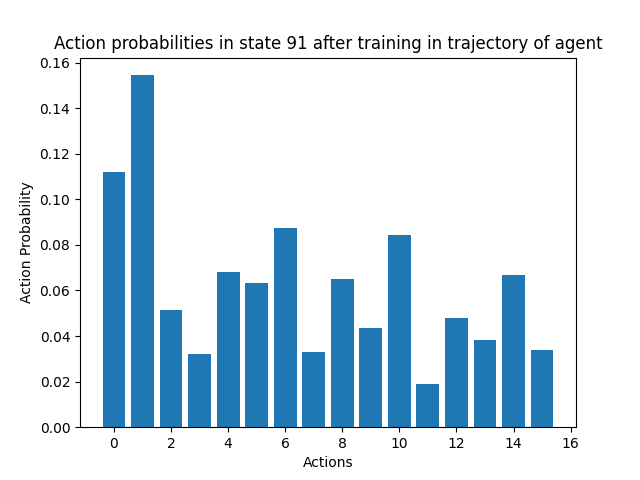 Action probabilities in state 91 after training in trajectory of agent
0.16
0.14
0.12
0.10
0.08
0.06
0.04
0.02
0.00
Action Probability
0 2 4 6 8 10 12 14 16
Actions